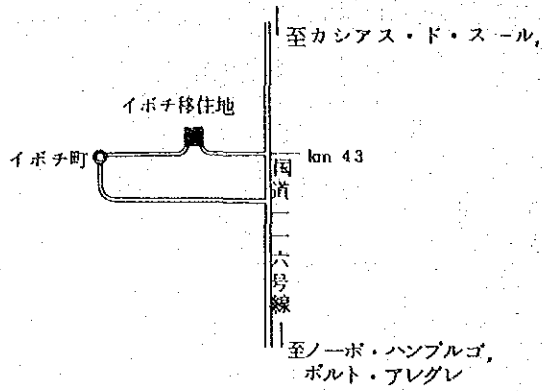 至カシアス・ド・スール,
イボチ移住地
イボチ町
km 43
国道一一六号線
至ノーボ・ハンブルゴ,
ポルト・アレグレ